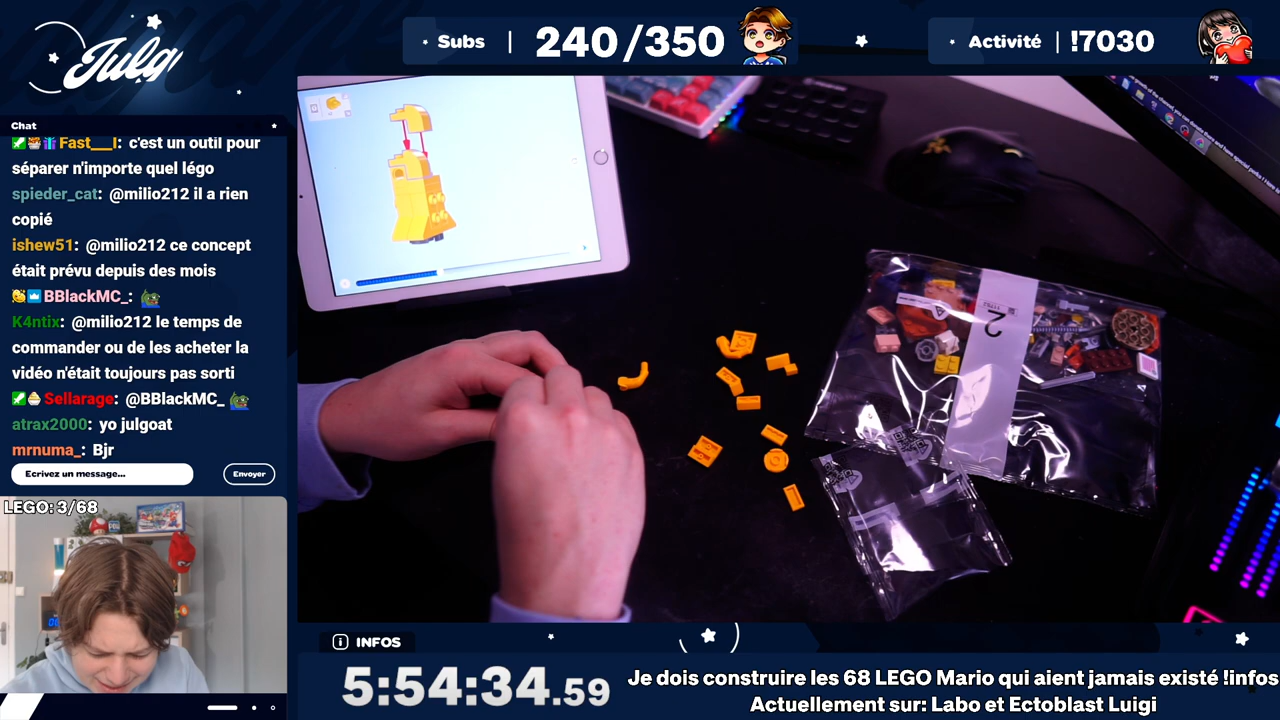 Julg
Subs | 240/350
Activité | !7030
Chat
Fast___I: c'est un outil pour
séparer n'importe quel légo
spieder_cat: @milio212 il a rien
copié
ishew51: @milio212 ce concept
était prévu depuis des mois
BBlackMC_:
K4ntix: @milio212 le temps de
commander ou de les acheter la
vidéo n'était toujours pas sorti
Sellarage: @BBlackMC_
atrax2000: yo julgoat
mrnuma_: Bjr
Ecrivez un message...
Envoyer
LEGO: 3/68
2
INFOS
5:54:34.59
Je dois construire les 68 LEGO Mario qui aient jamais existé !infos
Actuellement sur: Labo et Ectoblast Luigi